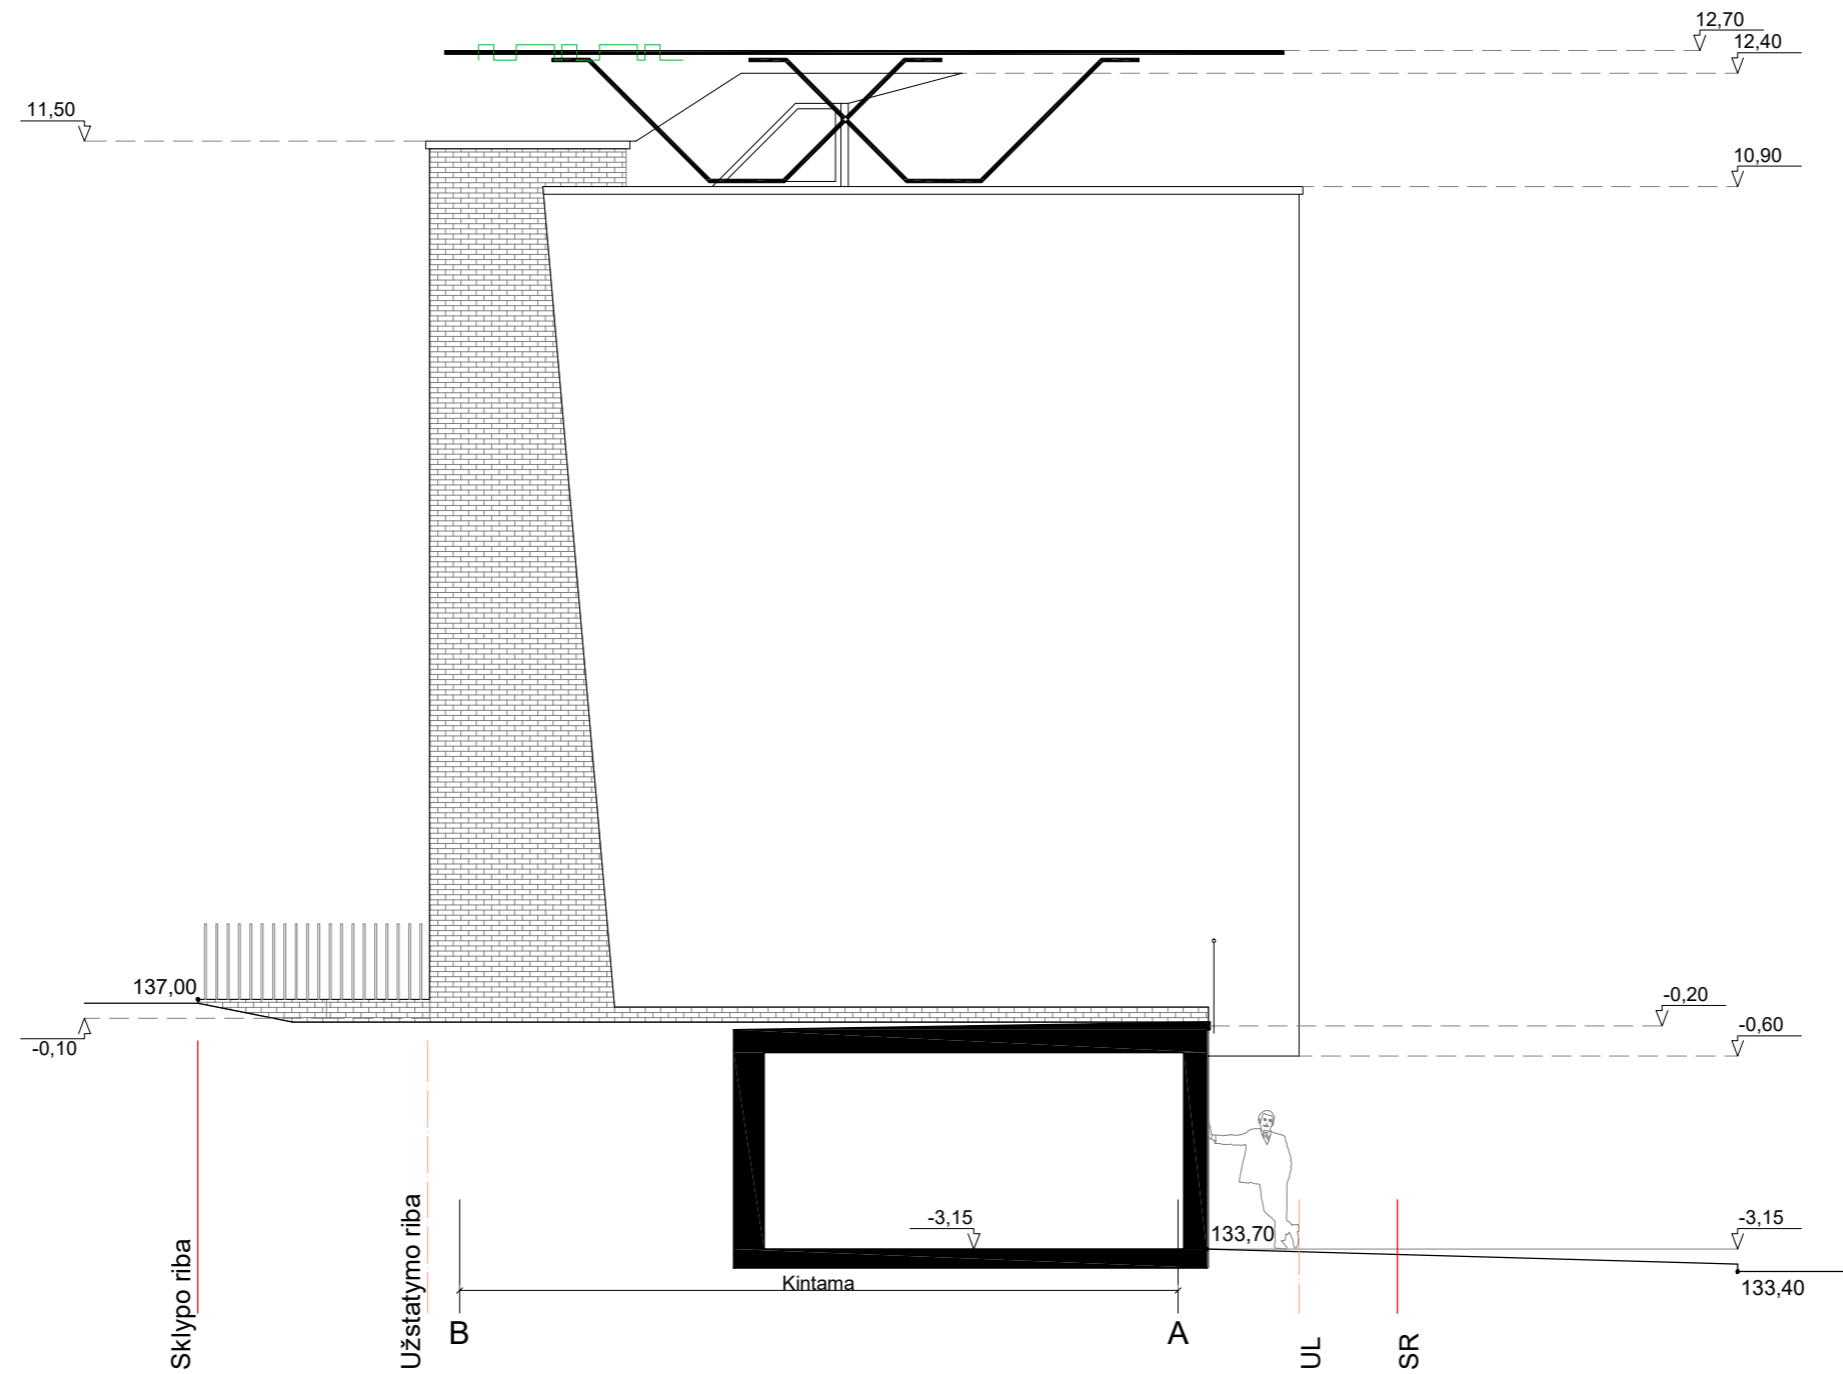 12,70
12,40
11,50
10,90
137,00
-0,20
-0,10
-0,60
-3,15
133,70
-3,15
Kintama
133,40
Sklypo riba
Užstatymo riba
B
A
UL
SR